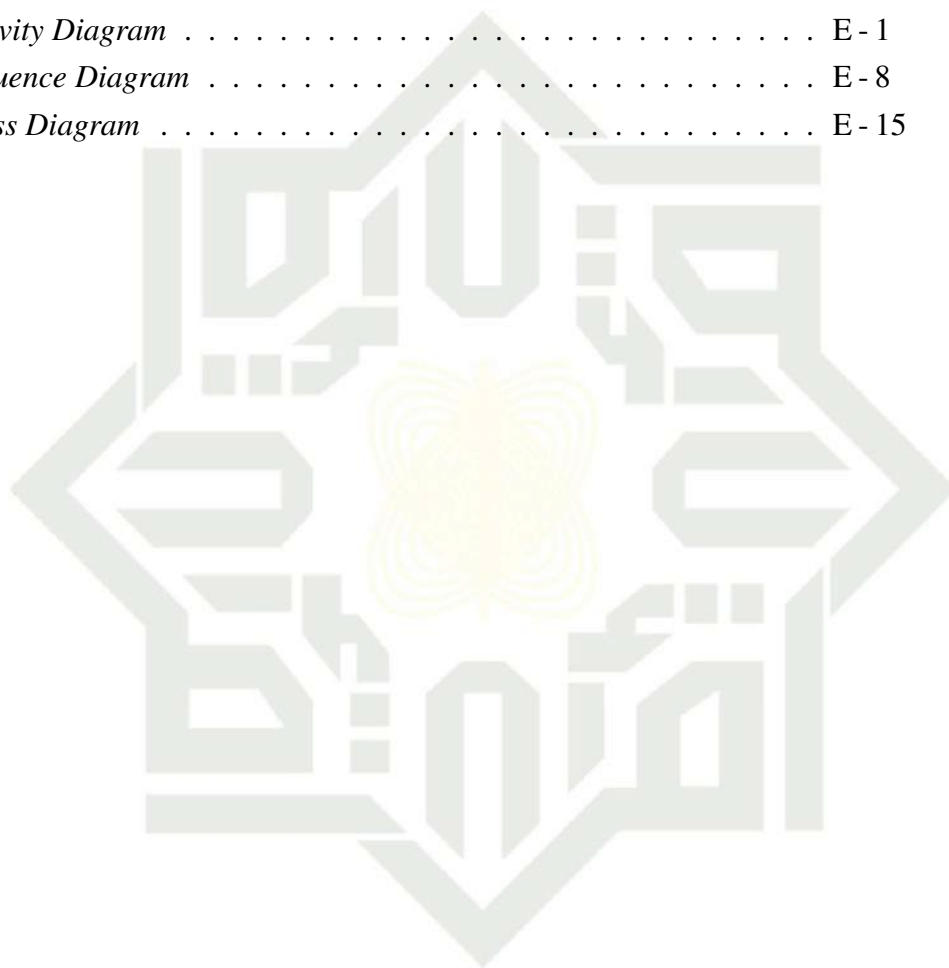 vity Diagram . . . . . . . . . . . . . . . . . . . . . . . . . . . E - 1
uence Diagram . . . . . . . . . . . . . . . . . . . . . . . . . . E - 8
ss Diagram . . . . . . . . . . . . . . . . . . . . . . . . . . . . E - 15